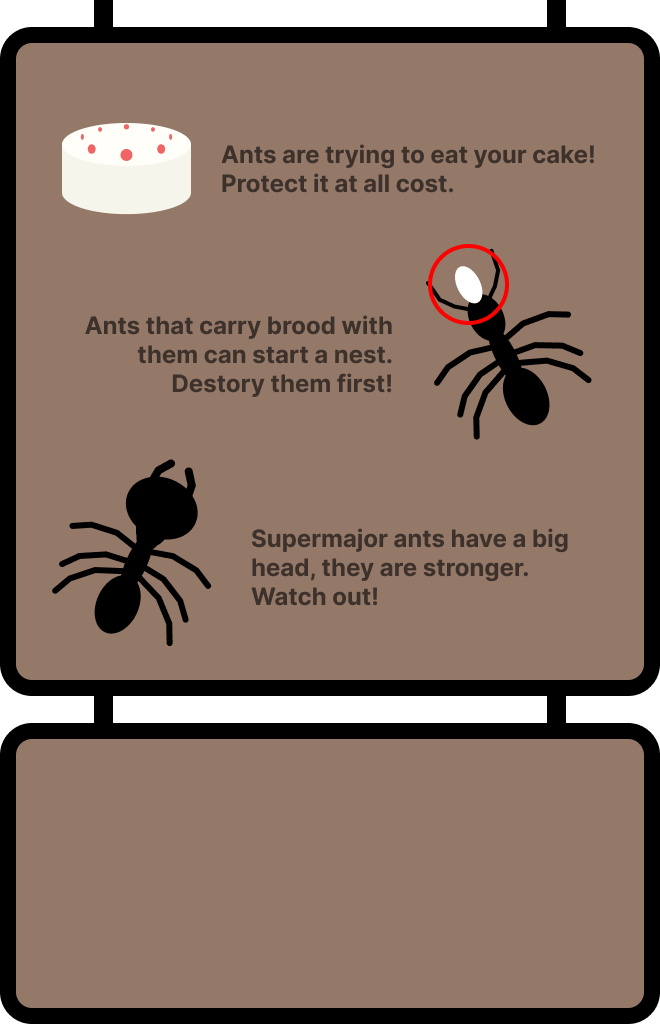 Ants are trying to eat your cake!
Protect it at all cost.
Ants that carry brood with
them can start a nest.
Destory them first!
Supermajor ants have a big
head, they are stronger.
Watch out!